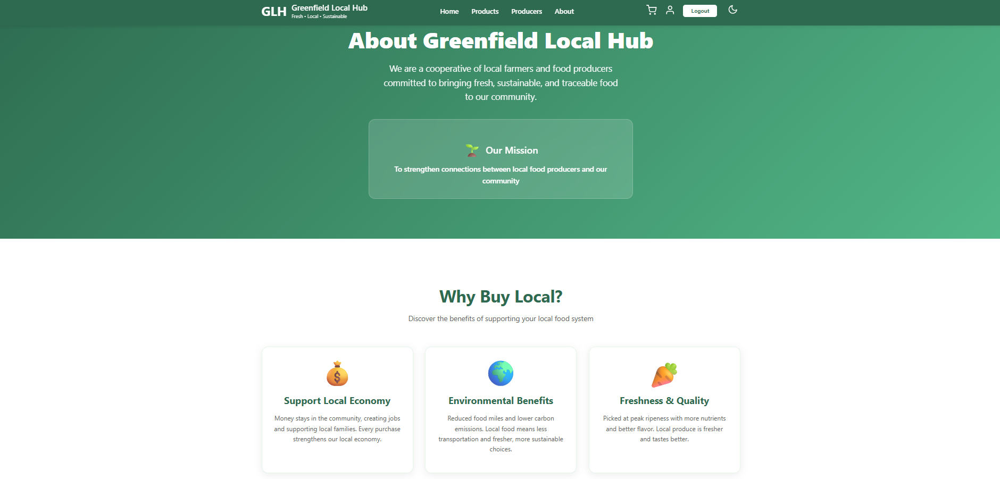 GLH
Greenfield Local Hub
Fresh • Local • Sustainable
Home
Products
Producers
About
Logout
About Greenfield Local Hub
We are a cooperative of local farmers and food producers
committed to bringing fresh, sustainable, and traceable food
to our community.
Our Mission
To strengthen connections between local food producers and our
community
Why Buy Local?
Discover the benefits of supporting your local food system
Support Local Economy
Money stays in the community, creating jobs
and supporting local families. Every purchase
strengthens our local economy.
Environmental Benefits
Reduced food miles and lower carbon
emissions. Local food means less
transportation and fresher, more sustainable
choices.
Freshness & Quality
Picked at peak ripeness with more nutrients
and better flavor. Local produce is fresher
and tastes better.